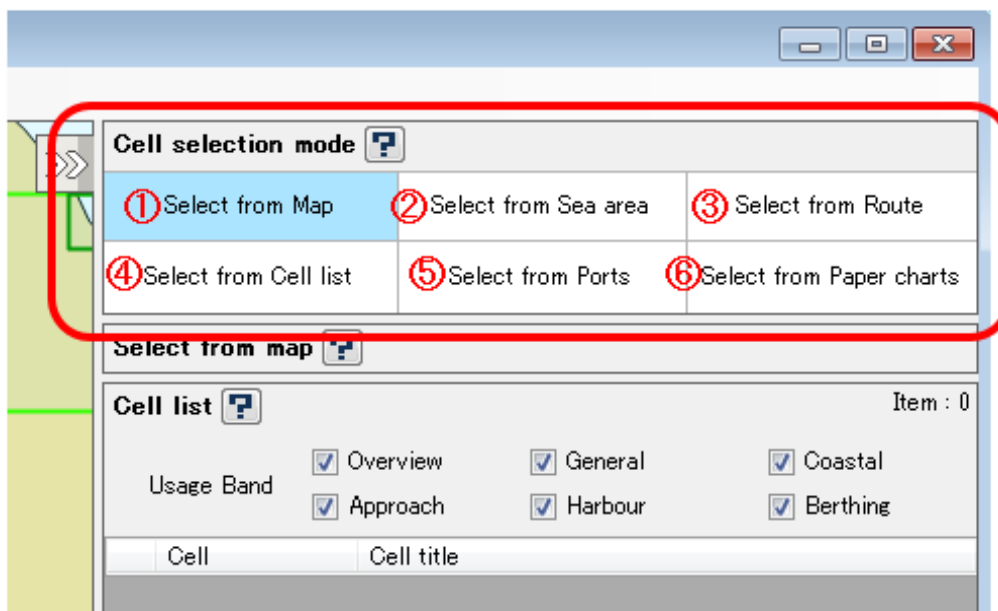 Cell selection mode ?
①Select from Map ②Select from Sea area ③Select from Route
④Select from Cell list ⑤Select from Ports ⑥Select from Paper charts
Select from map ?
Cell list ? Item : 0
Usage Band
Overview General Coastal
Approach Harbour Berthing
Cell Cell title